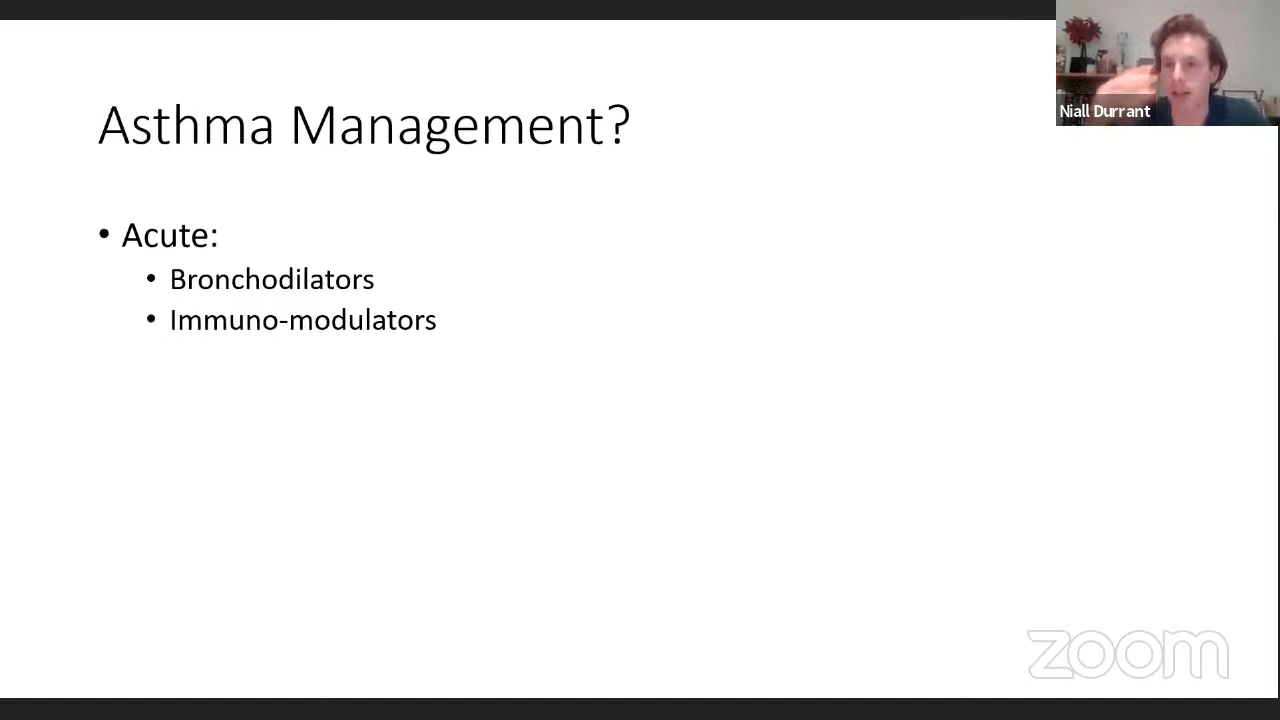 Asthma Management?
Niall Durrant
• Acute:
• Bronchodilators
• Immuno-modulators
zoom